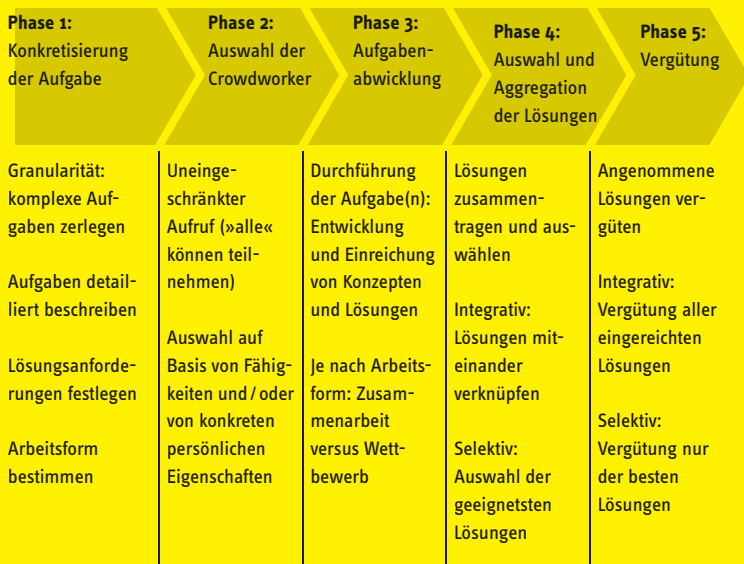 Phase 1:
Konkretisierung
der Aufgabe
Phase 2:
Auswahl der
Crowdworker
Phase 3:
Aufgaben-
abwicklung
Phase 4:
Auswahl und
Aggregation
der Lösungen
Phase 5:
Vergütung
Granularität:
komplexe Auf-
gaben zerlegen
Aufgaben detail-
liert beschreiben
Lösungsanforde-
rungen festlegen
Arbeitsform
bestimmen
Uneinge-
schränkter
Aufruf (»alle«
können teil-
nehmen)
Auswahl auf
Basis von Fähig-
keiten und / oder
von konkreten
persönlichen
Eigenschaften
Durchführung
der Aufgabe(n):
Entwicklung
und Einreichung
von Konzepten
und Lösungen
Je nach Arbeits-
form: Zusam-
menarbeit
versus Wett-
bewerb
Lösungen
zusammen-
tragen und aus-
wählen
Integrativ:
Lösungen mit-
einander
verknüpfen
Selektiv:
Auswahl der
geeignetsten
Lösungen
Angenommene
Lösungen ver-
güten
Integrativ:
Vergütung aller
eingereichten
Lösungen
Selektiv:
Vergütung nur
der besten
Lösungen